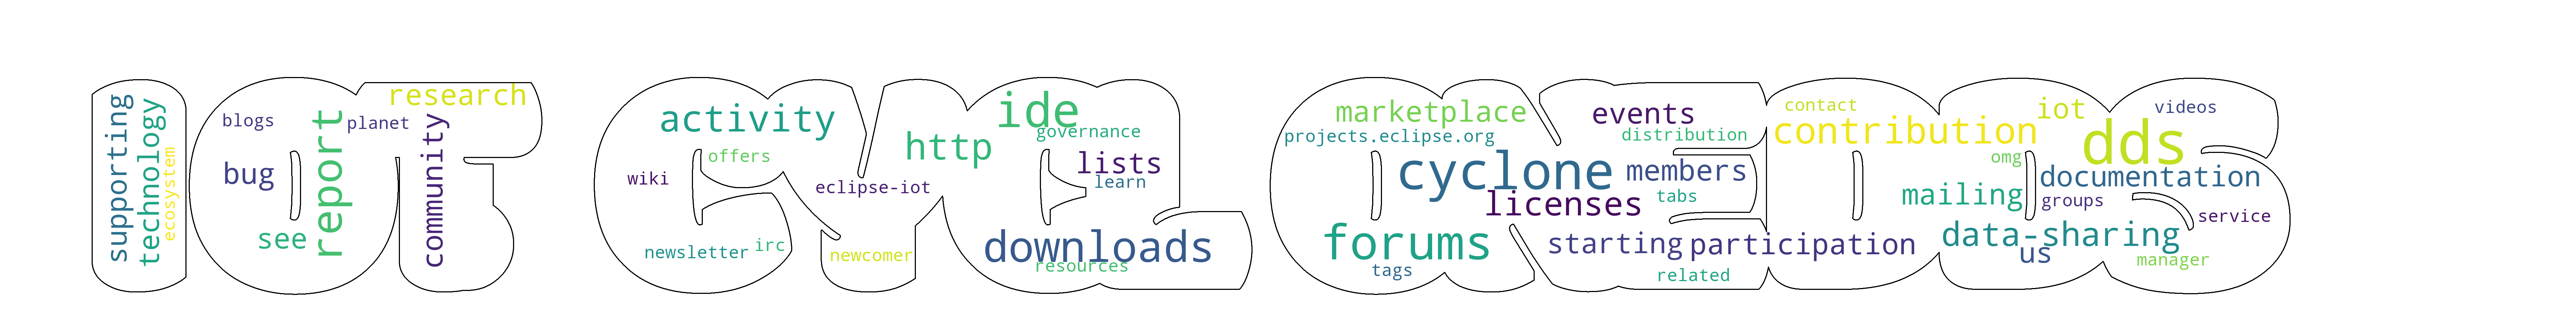 supporting
technology
ecosystem
blogs
bug
see
report
planet
research
community
activity
offers
wiki
newsletter
irc
eclipse-iot
newcomer
http
ide
governance
lists
learn
downloads
resources
marketplace
projects.eclipse.org
cyclone
licenses
forums
tags
events
distribution
members
tabs
starting
participation
related
contact
contribution
iot
videos
dds
omg
documentation
mailing
groups
service
data-sharing
us
manager